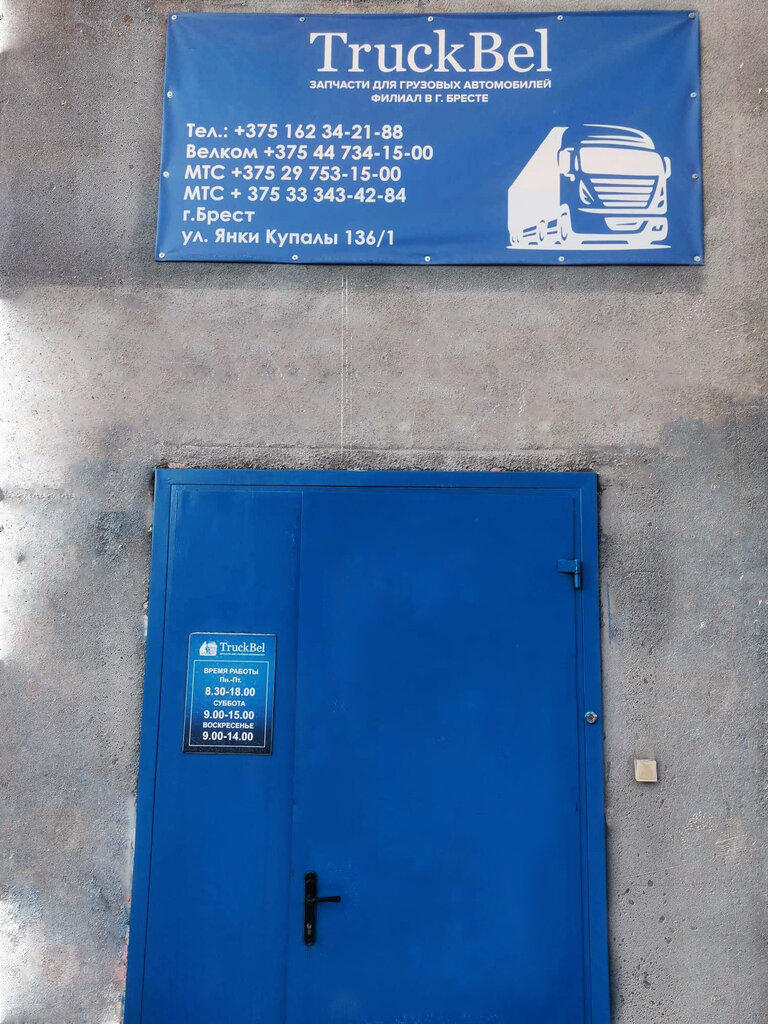 TruckBel
ЗАПЧАСТИ ДЛЯ ГРУЗОВЫХ АВТОМОБИЛЕЙ
ФИЛИАЛ В Г. БРЕСТЕ
Тел.: +375 162 34-21-88
Велком +375 44 734-15-00
МТС +375 29 753-15-00
МТС + 375 33 343-42-84
г.Брест
ул. Янки Купалы 136/1
TruckBel
ВРЕМЯ РАБОТЫ
Пн.-Пт.
8.30-18.00
СУББОТА
9.00-15.00
ВОСКРЕСЕНЬЕ
9.00-14.00